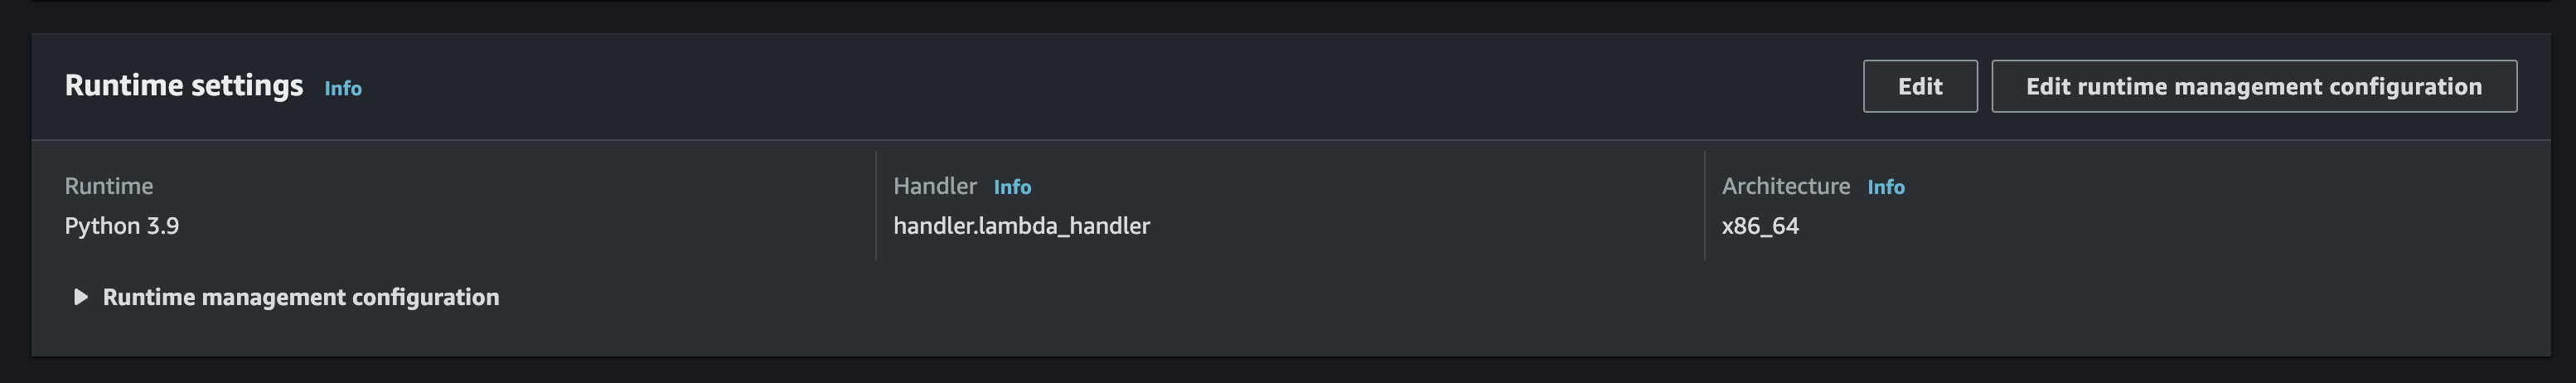 Runtime settings Info
Edit
Edit runtime management configuration
Runtime
Python 3.9
Handler Info
handler.lambda_handler
Architecture Info
x86_64
Runtime management configuration